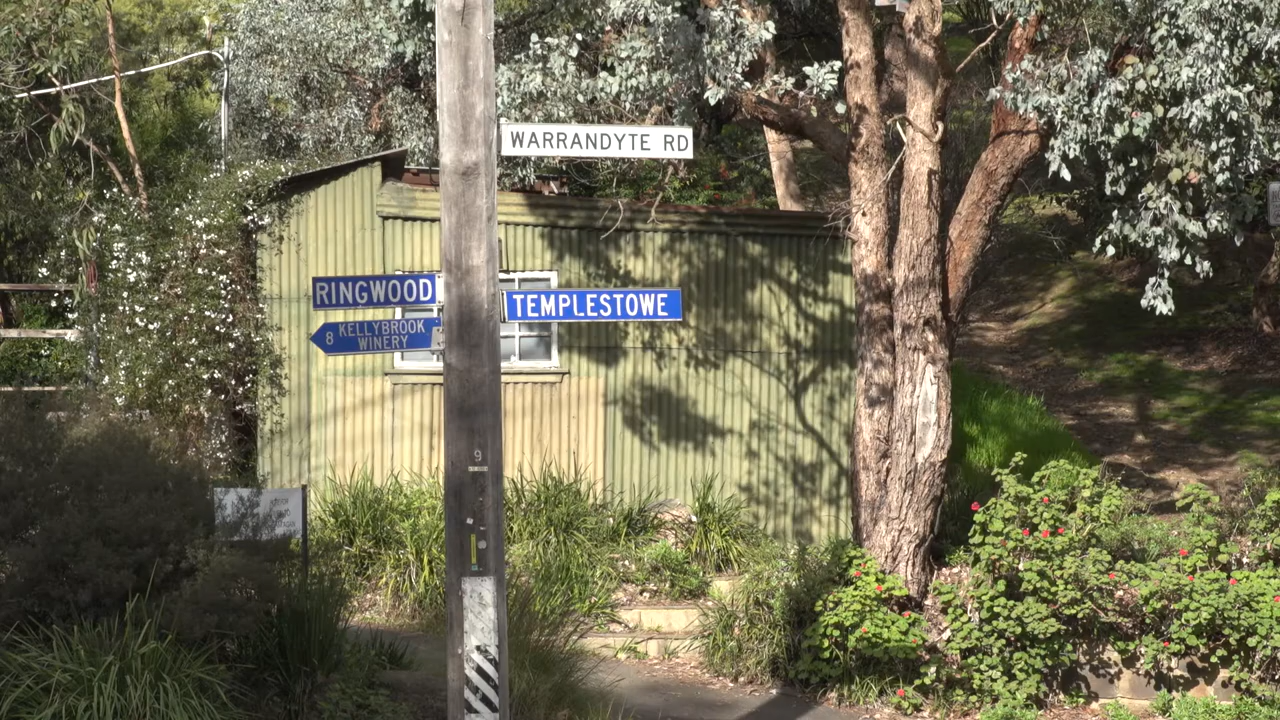 WARRANDYTE RD
RINGWOOD
TEMPLESTOWE
8 KELLYBROOK
WINERY
9